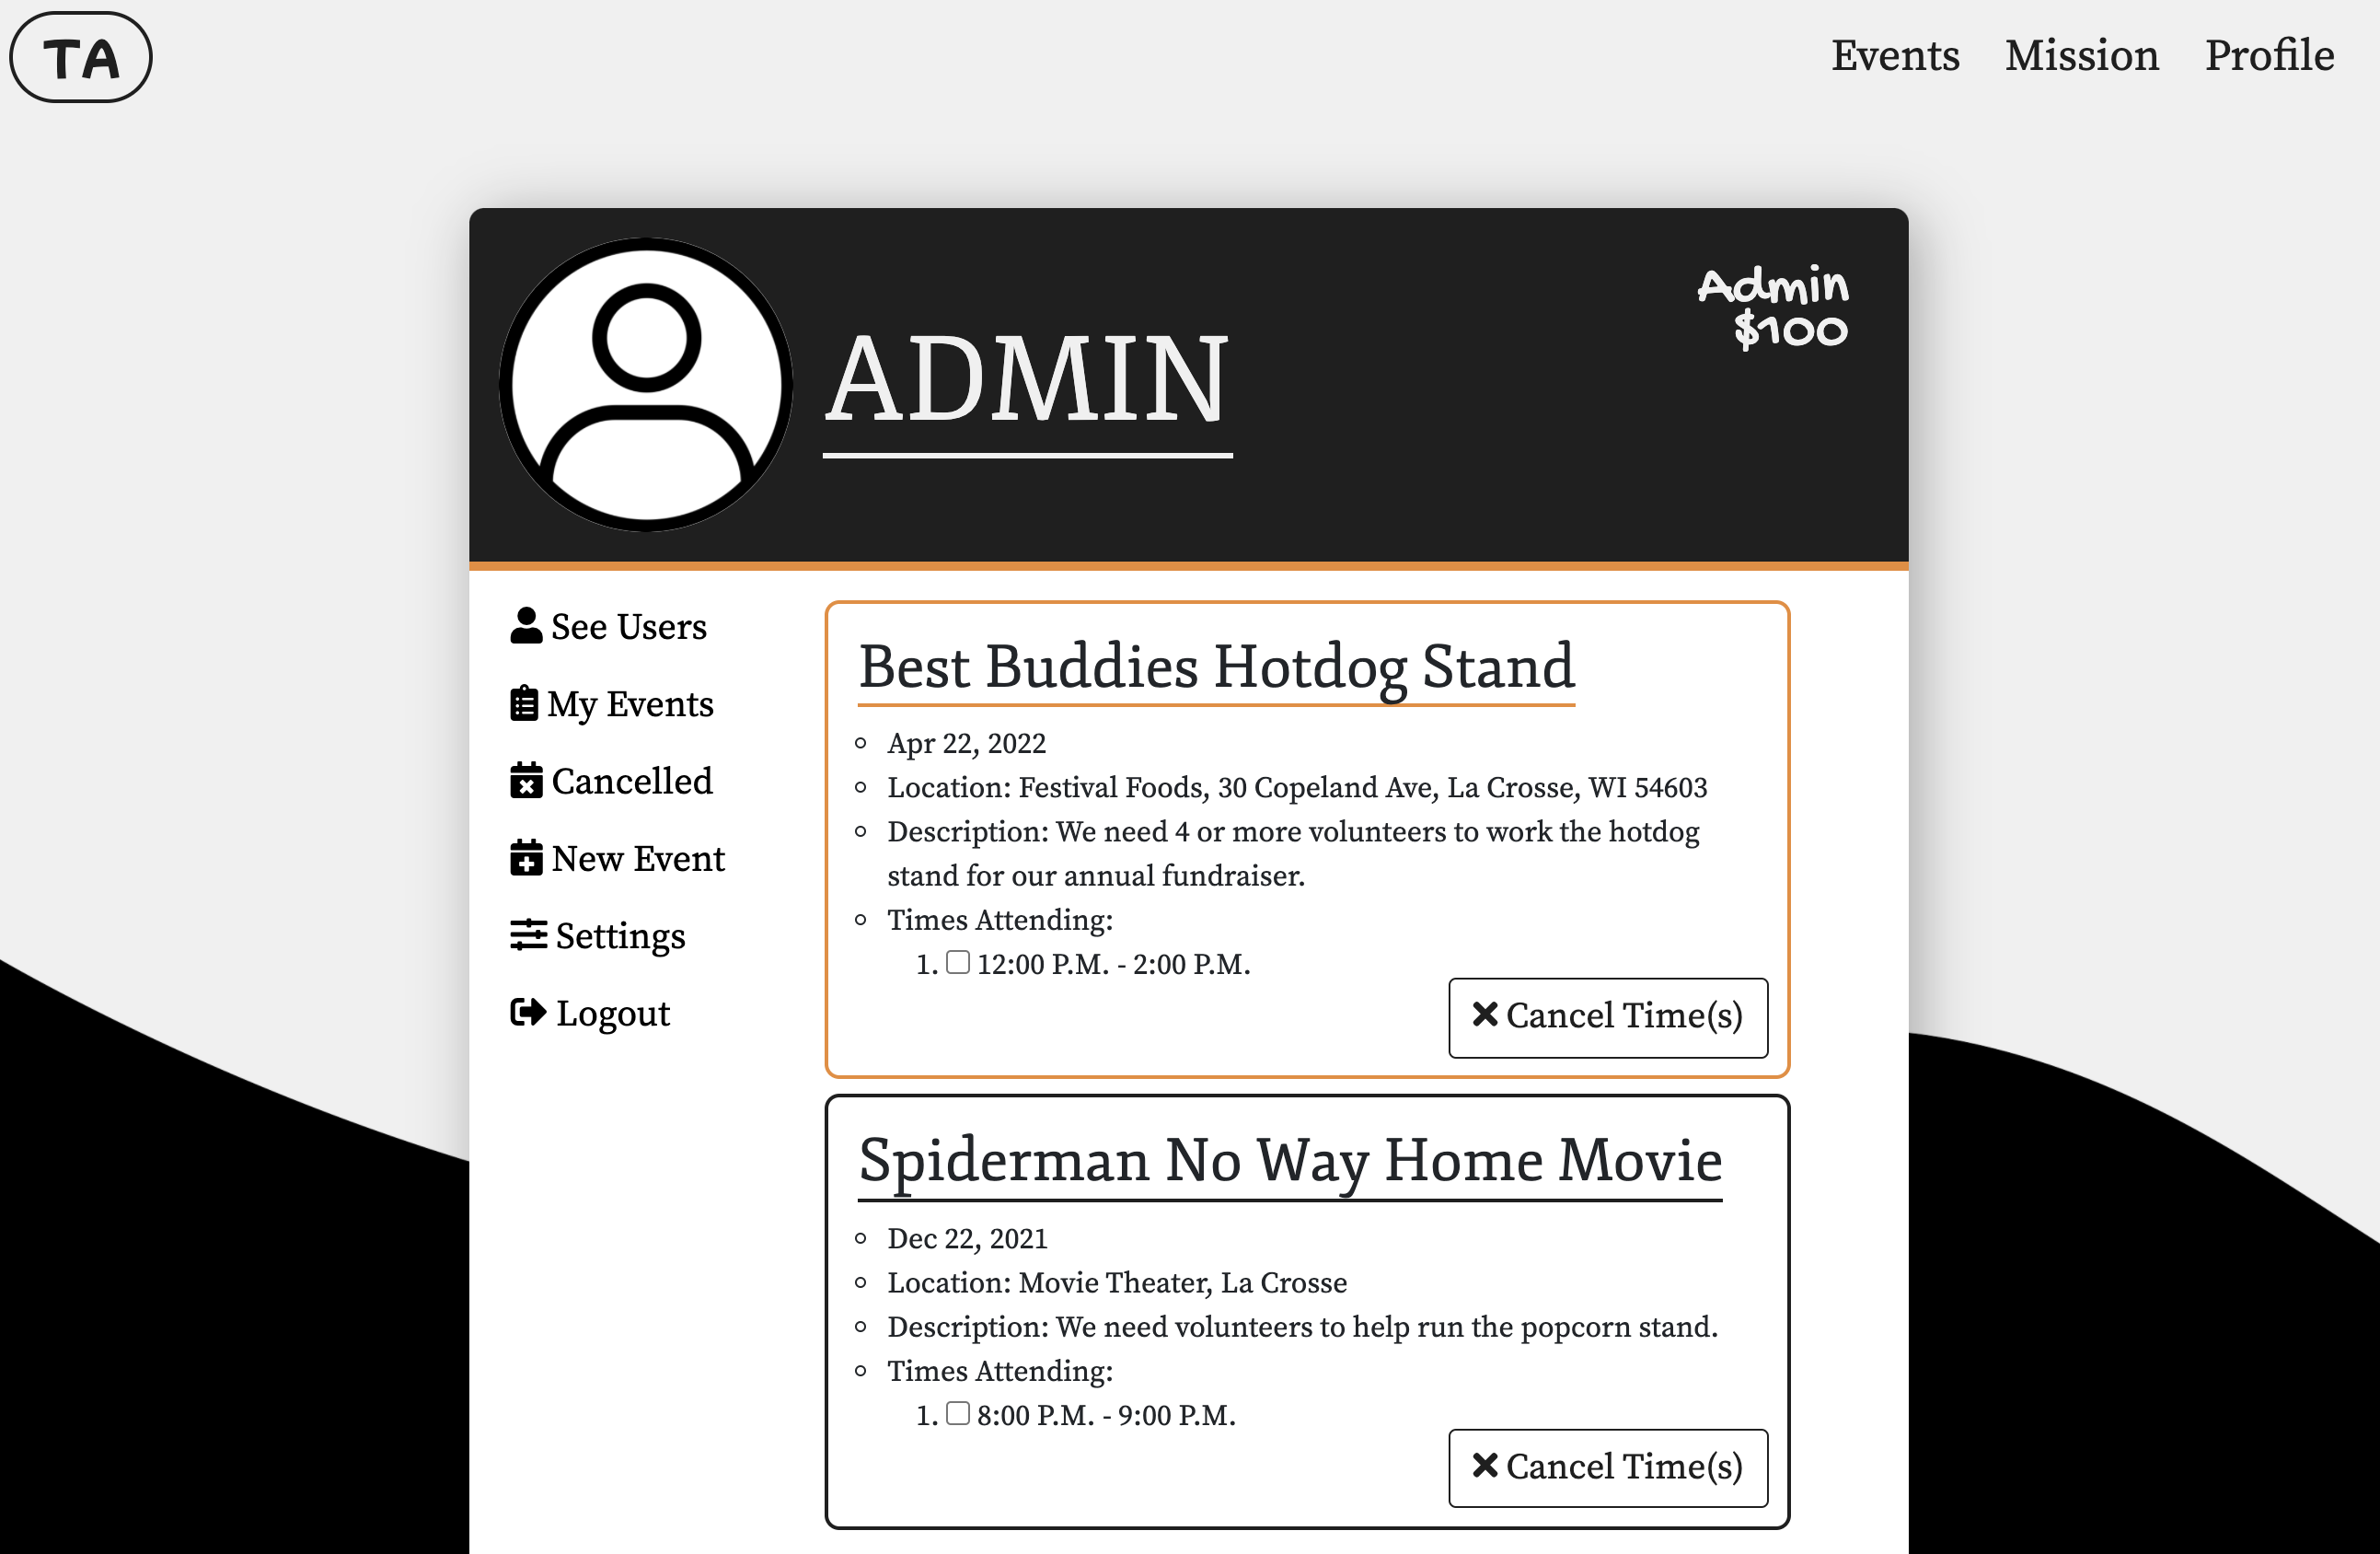 TA
Events Mission Profile
Admin
$100
ADMIN
See Users
My Events
Cancelled
New Event
Settings
Logout
Best Buddies Hotdog Stand
Apr 22, 2022
Location: Festival Foods, 30 Copeland Ave, La Crosse, WI 54603
Description: We need 4 or more volunteers to work the hotdog
stand for our annual fundraiser.
Times Attending:
1. 12:00 P.M. - 2:00 P.M.
Cancel Time(s)
Spiderman No Way Home Movie
Dec 22, 2021
Location: Movie Theater, La Crosse
Description: We need volunteers to help run the popcorn stand.
Times Attending:
1. 8:00 P.M. - 9:00 P.M.
Cancel Time(s)